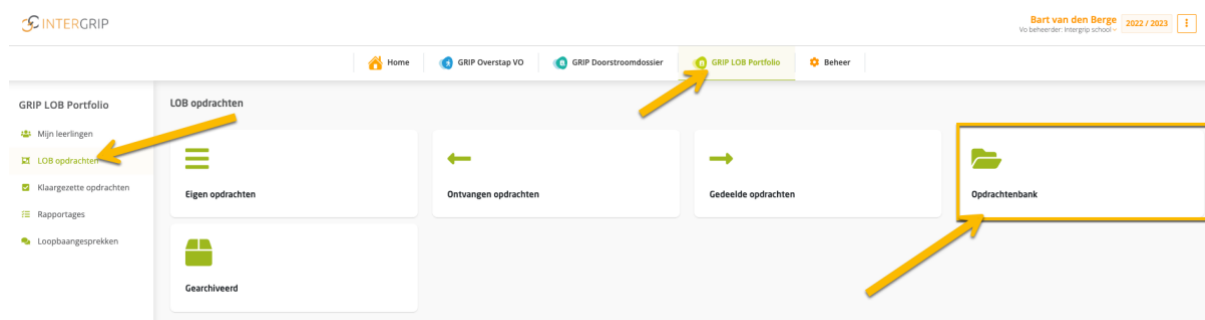 INTERGRIP
Bart van den Berge
Vo beheerder: Intergrip school
2022 / 2023
Home
GRIP Overstap VO
GRIP Doorstroomdossier
GRIP LOB Portfolio
Beheer
GRIP LOB Portfolio
Mijn leerlingen
LOB opdrachten
Klaargezette opdrachten
Rapportages
Loopbaangesprekken
LOB opdrachten
Eigen opdrachten
Ontvangen opdrachten
Gedeelde opdrachten
Opdrachtenbank
Gearchiveerd